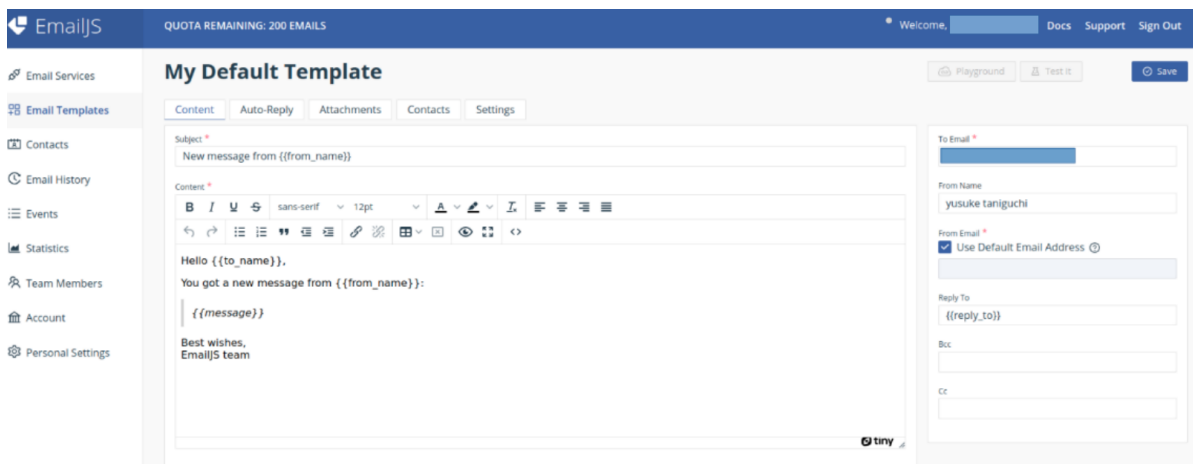 EmailJS
QUOTA REMAINING: 200 EMAILS
Welcome,
Docs Support Sign Out
Email Services
Email Templates
Contacts
Email History
Events
Statistics
Team Members
Account
Personal Settings
My Default Template
Playground Test It Save
Content Auto-Reply Attachments Contacts Settings
Subject *
New message from {{from_name}}
Content *
B I U S sans-serif 12pt A
Hello {{to_name}},
You got a new message from {{from_name}}:
{{message}}
Best wishes,
EmailJS team
tiny
To Email *
From Name
yusuke taniguchi
From Email *
Use Default Email Address
Reply To
{{reply_to}}
Bcc
Cc